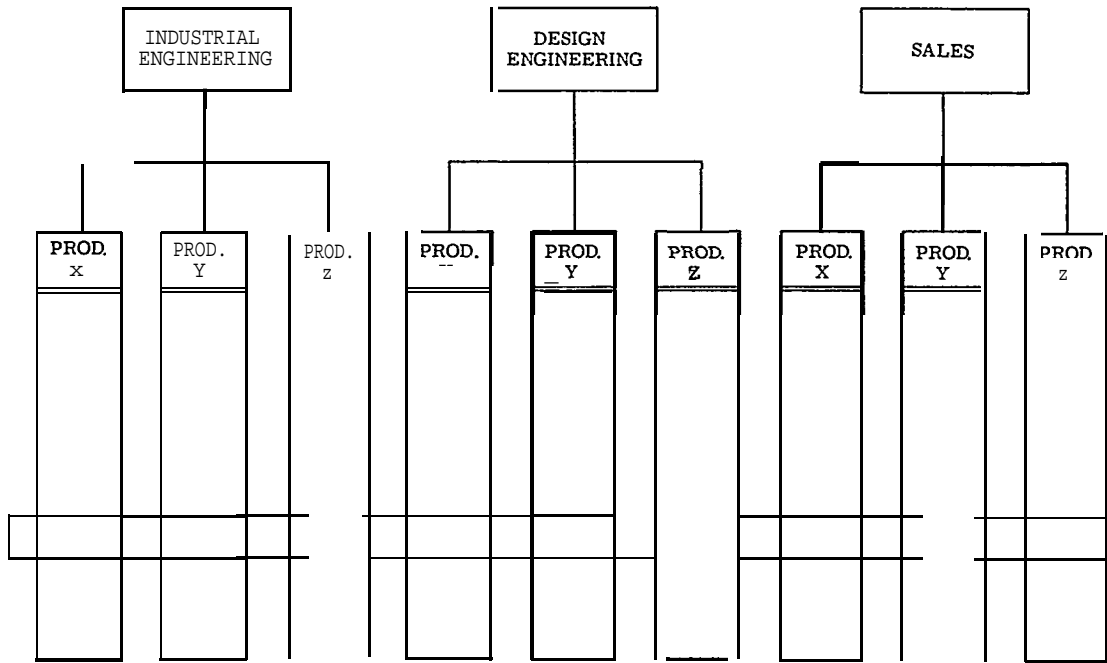 INDUSTRIAL
ENGINEERING
DESIGN
ENGINEERING
SALES
PROD.
x
PROD.
Y
PROD.
z
PROD.
--
PROD.
_ Y
PROD.
Z
PROD.
X
PROD.
Y
PROD
z